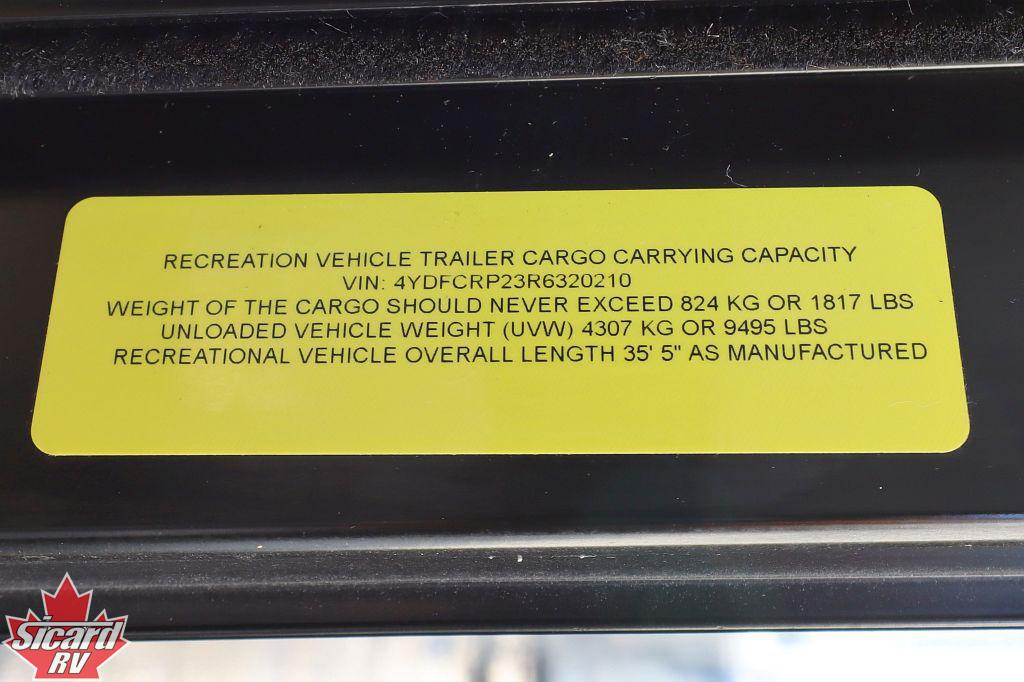 RECREATION VEHICLE TRAILER CARGO CARRYING CAPACITY
VIN: 4YDFCRP23R6320210
WEIGHT OF THE CARGO SHOULD NEVER EXCEED 824 KG OR 1817 LBS
UNLOADED VEHICLE WEIGHT (UVW) 4307 KG OR 9495 LBS
RECREATIONAL VEHICLE OVERALL LENGTH 35' 5" AS MANUFACTURED
Sicard
RV